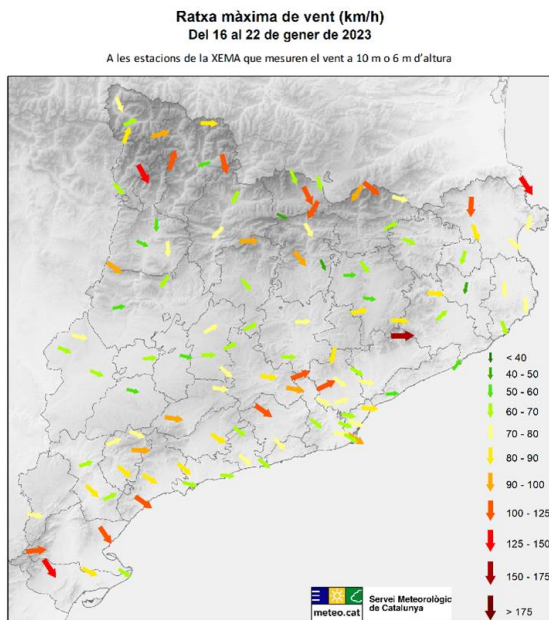 Ratxa màxima de vent (km/h)
Del 16 al 22 de gener de 2023
A les estacions de la XEMA que mesuren el vent a 10 m o 6 m d'altura
< 40
40 - 50
50 - 60
60 - 70
70 - 80
80 - 90
90 - 100
100 - 125
125 - 150
150 - 175
> 175
meteo.cat
Servei Meteorològic
de Catalunya